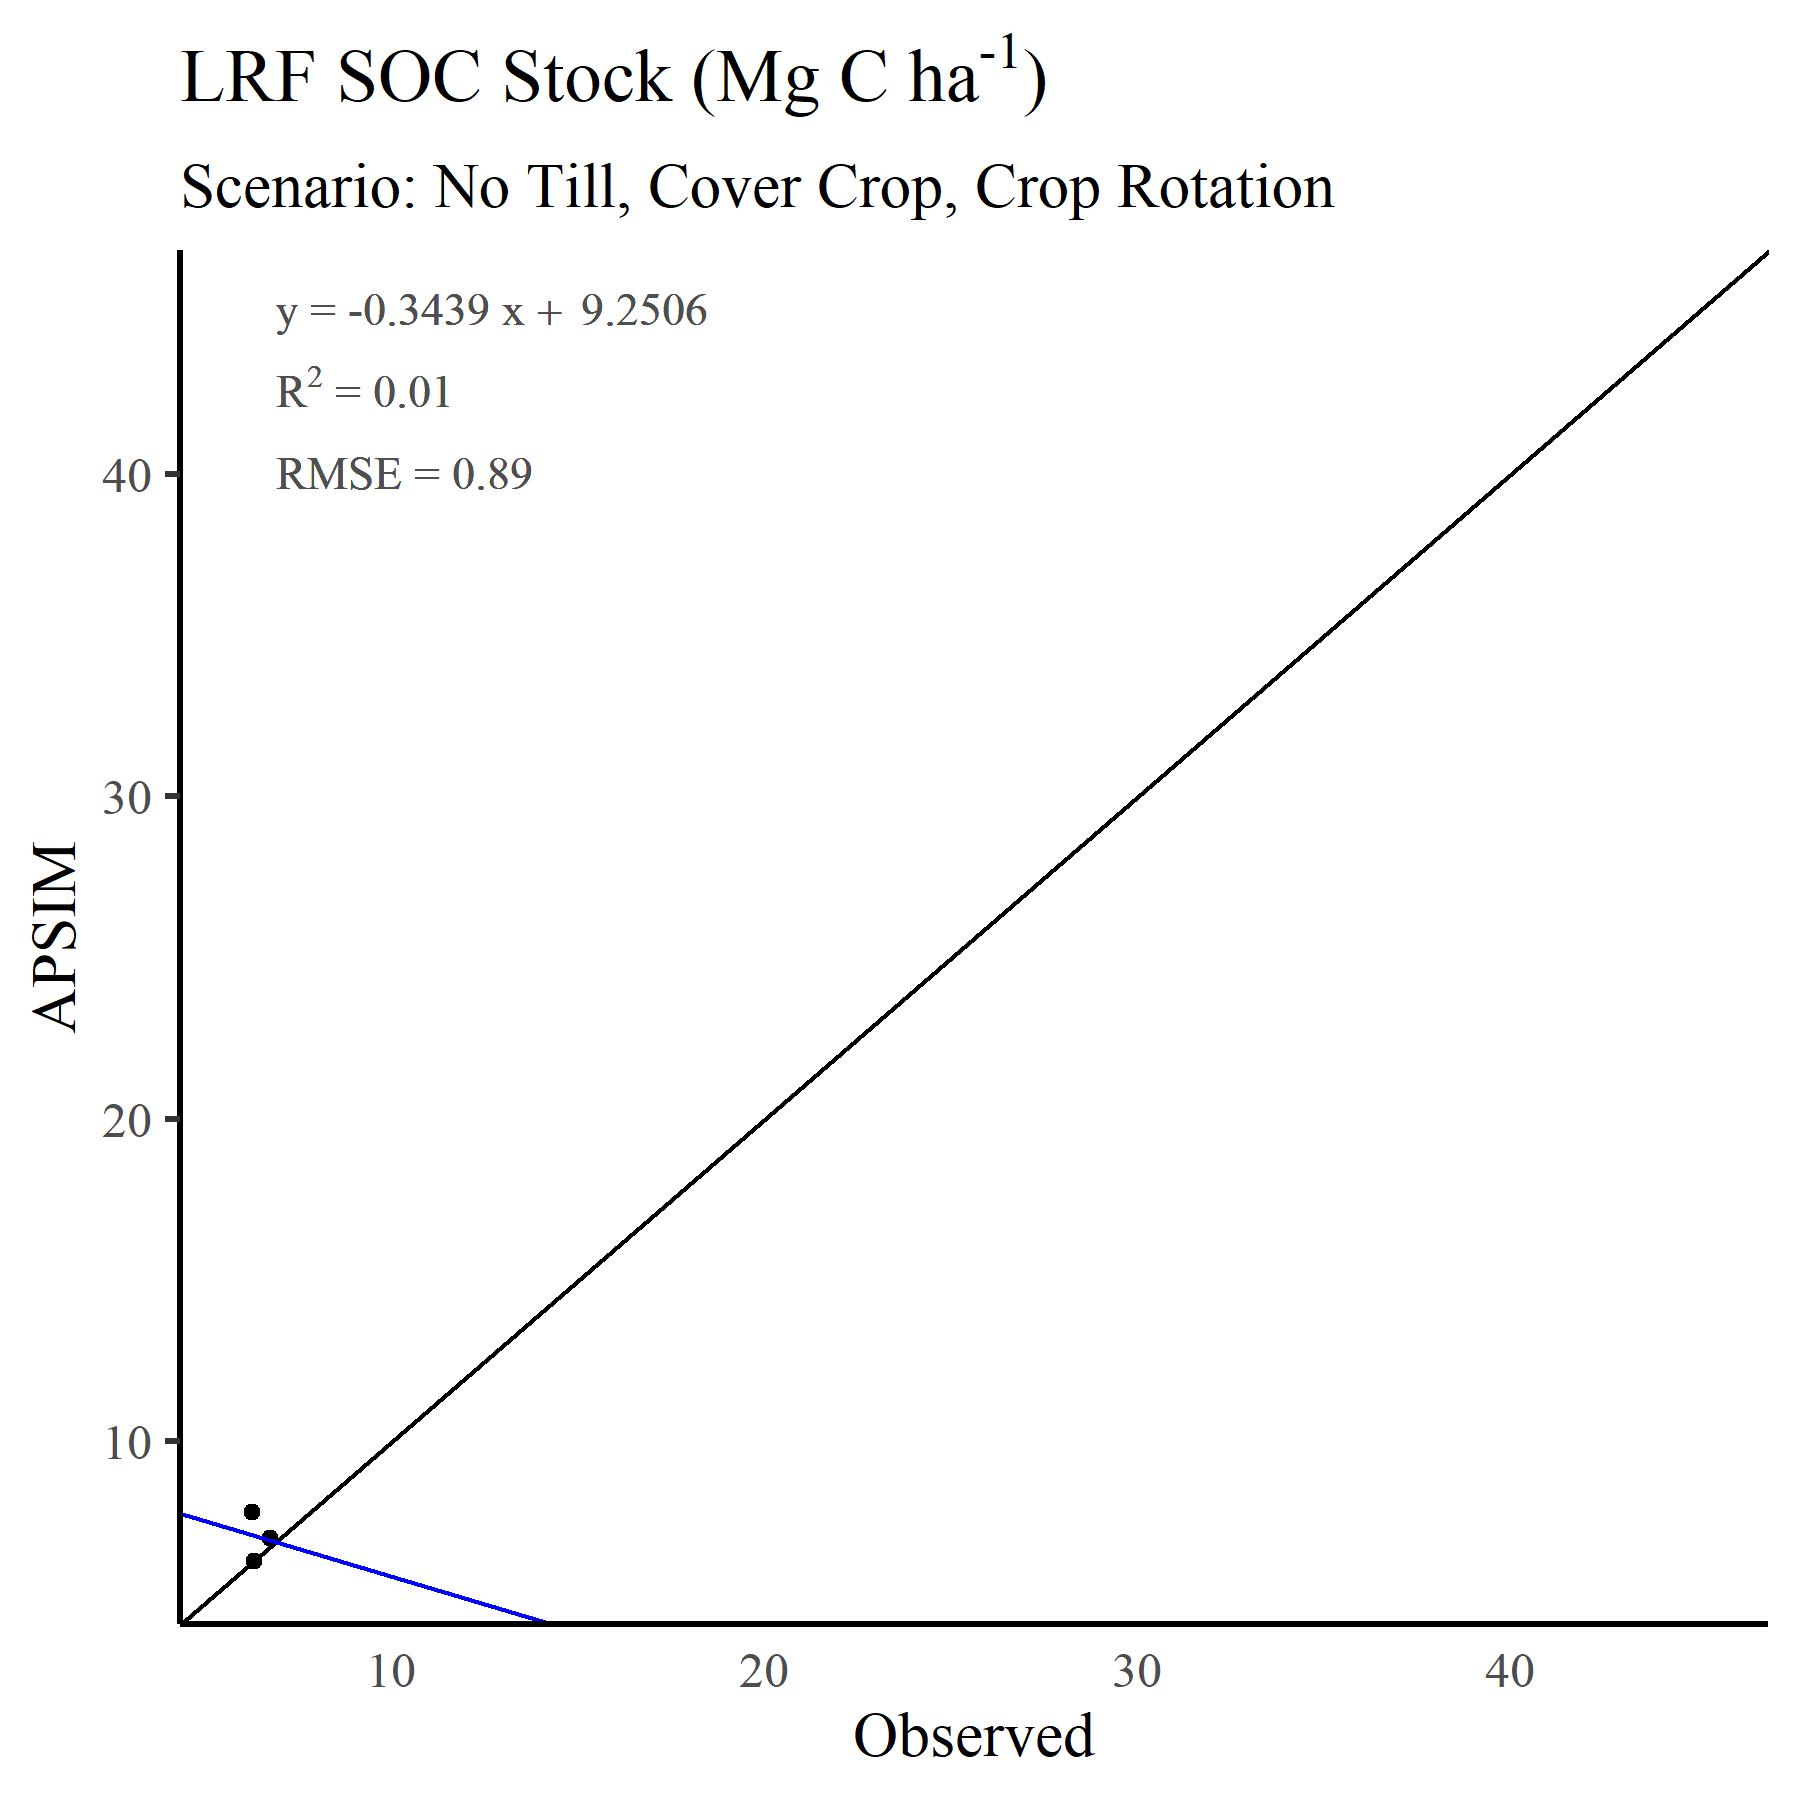 LRF SOC Stock (Mg C ha⁻¹)
Scenario: No Till, Cover Crop, Crop Rotation
y = -0.3439 x + 9.2506
R² = 0.01
RMSE = 0.89
40
30
20
10
APSIM
10 20 30 40
Observed